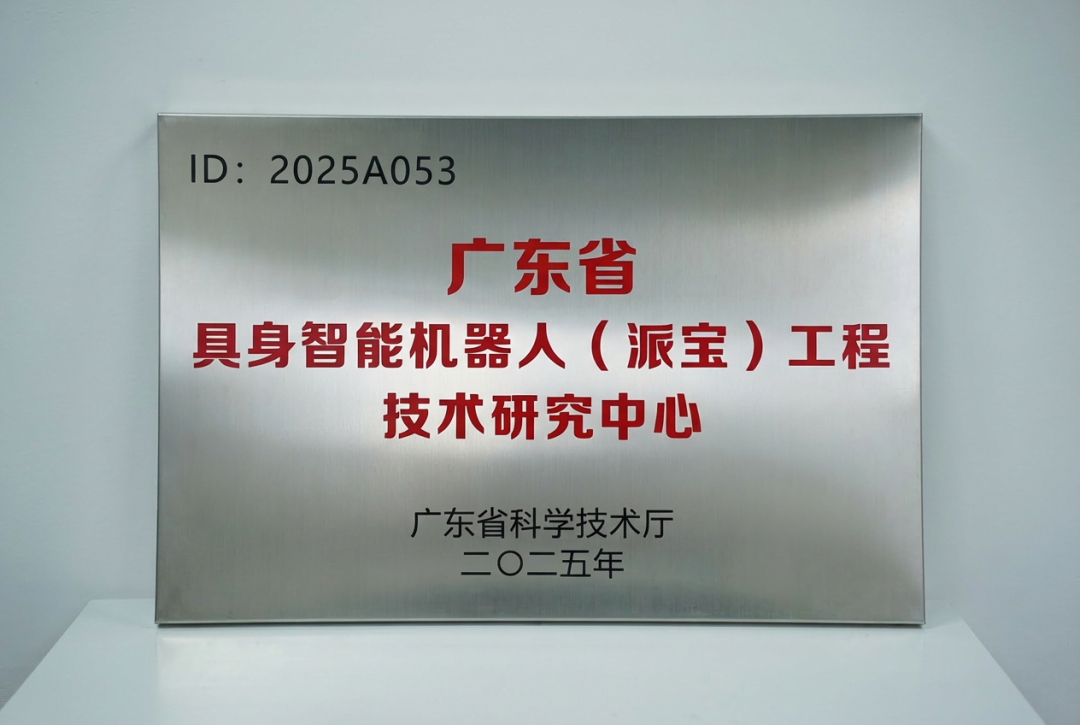 ID：2025A053
广东省
具身智能机器人（派宝）工程
技术研究中心
广东省科学技术厅
二〇二五年